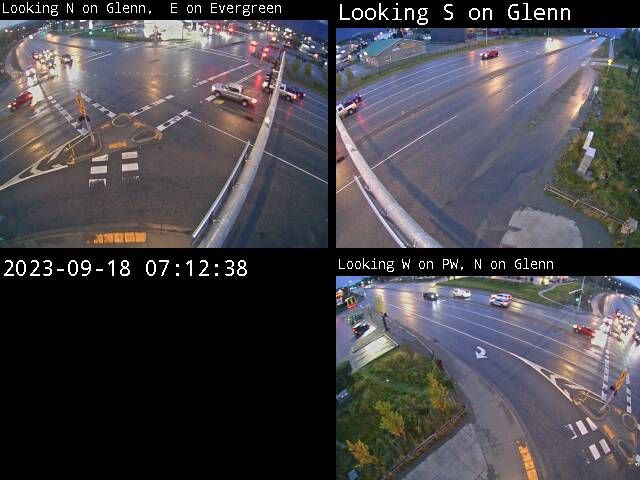 Looking N on Glenn, E on Evergreen
Looking S on Glenn
2023-09-18 07:12:38
Looking W on PW, N on Glenn